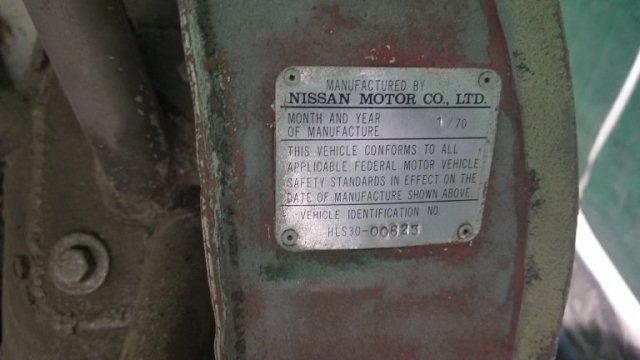 MANUFACTURED BY
NISSAN MOTOR CO., LTD.
MONTH AND YEAR 1/70
OF MANUFACTURE
THIS VEHICLE CONFORMS TO ALL
APPLICABLE FEDERAL MOTOR VEHICLE
SAFETY STANDARDS IN EFFECT ON THE
DATE OF MANUFACTURE SHOWN ABOVE.
VEHICLE IDENTIFICATION NO.
HLS30-00623